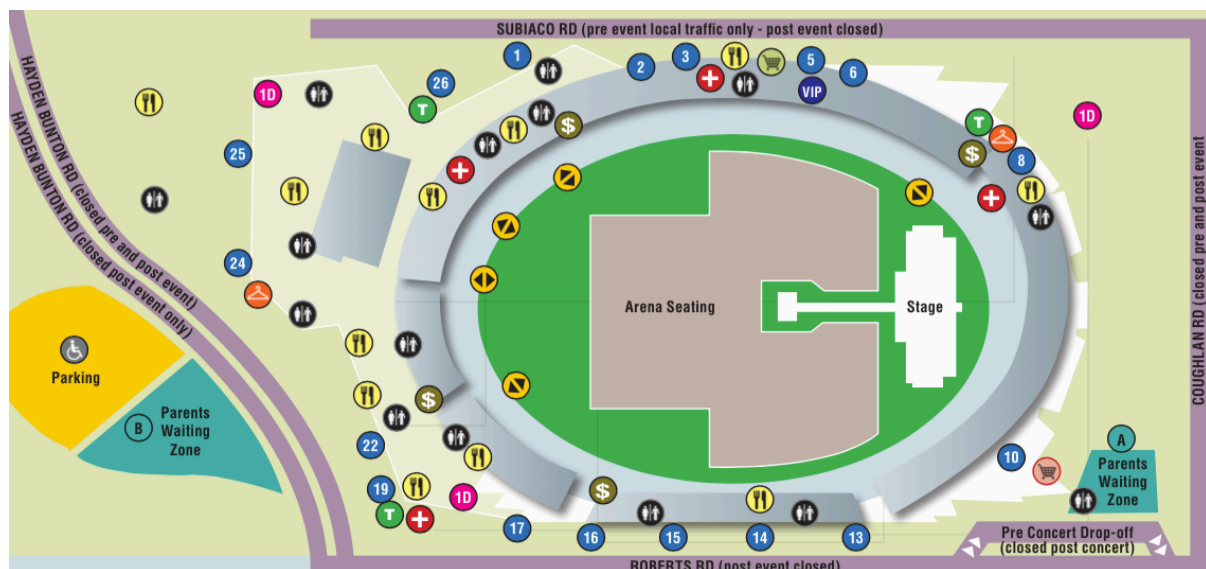 SUBIACO RD (pre event local traffic only - post event closed)
HAYDEN BUNTON RD (closed pre and post event)
HAYDEN BUNTON RD (closed post event only)
COUGHLAN RD (closed pre and post event)
1
2
3
5
6
26
VIP
1D
T
$
1D
T
25
$
8
24
Arena Seating
Stage
Parking
B
Parents
Waiting
Zone
$
22
10
A
Parents
Waiting
Zone
19
1D
$
T
17
16
15
14
13
Pre Concert Drop-off
(closed post concert)
ROBERTS RD (post event closed)